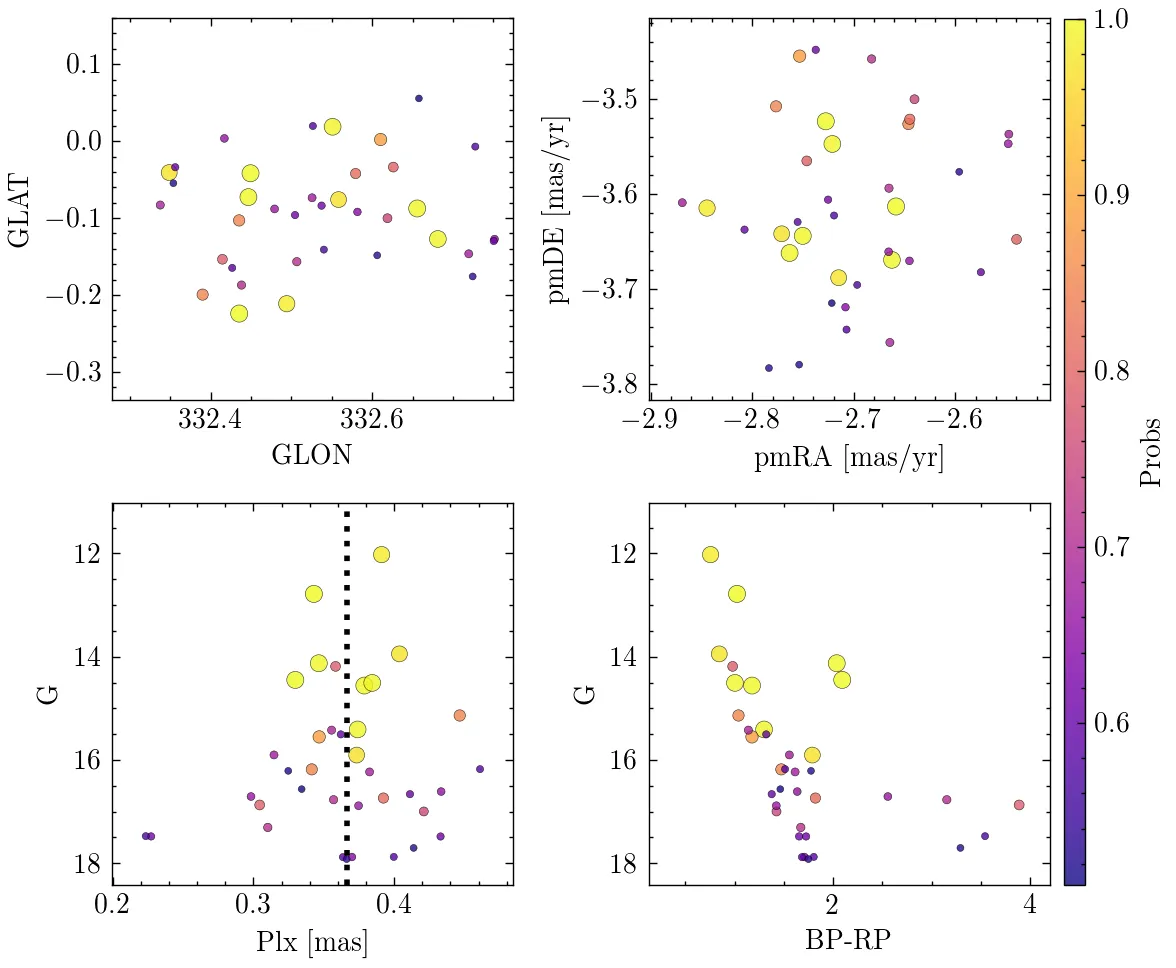 0.1
0.0
−0.1
−0.2
−0.3
GLAT
332.4 332.6
GLON
−3.5
−3.6
−3.7
−3.8
pmDE [mas/yr]
−2.9 −2.8 −2.7 −2.6
pmRA [mas/yr]
12
14
16
18
G
0.2 0.3 0.4
Plx [mas]
12
14
16
18
G
2 4
BP-RP
1.0
0.9
0.8
0.7
0.6
Probs